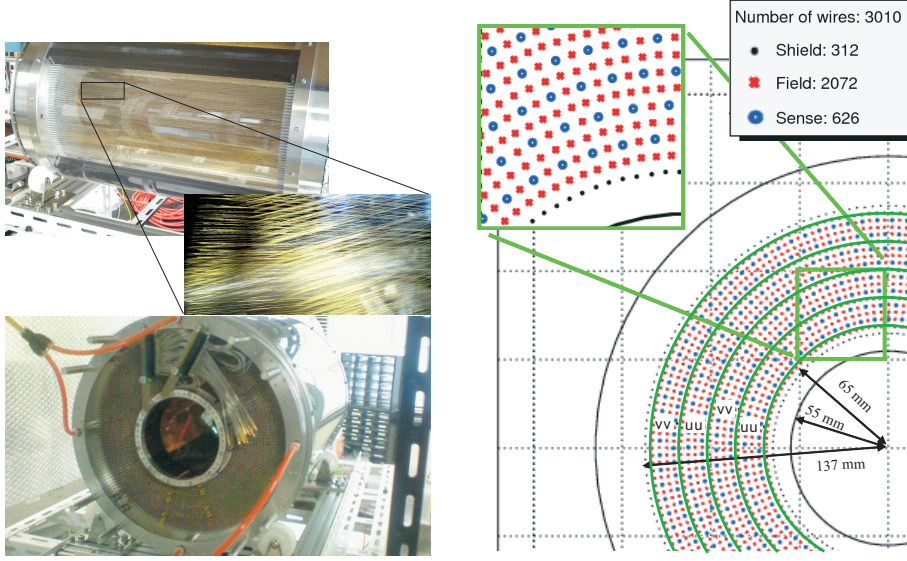 Number of wires: 3010
Shield: 312
Field: 2072
Sense: 626
vv
uu
vv
uu
65 mm
55 mm
137 mm